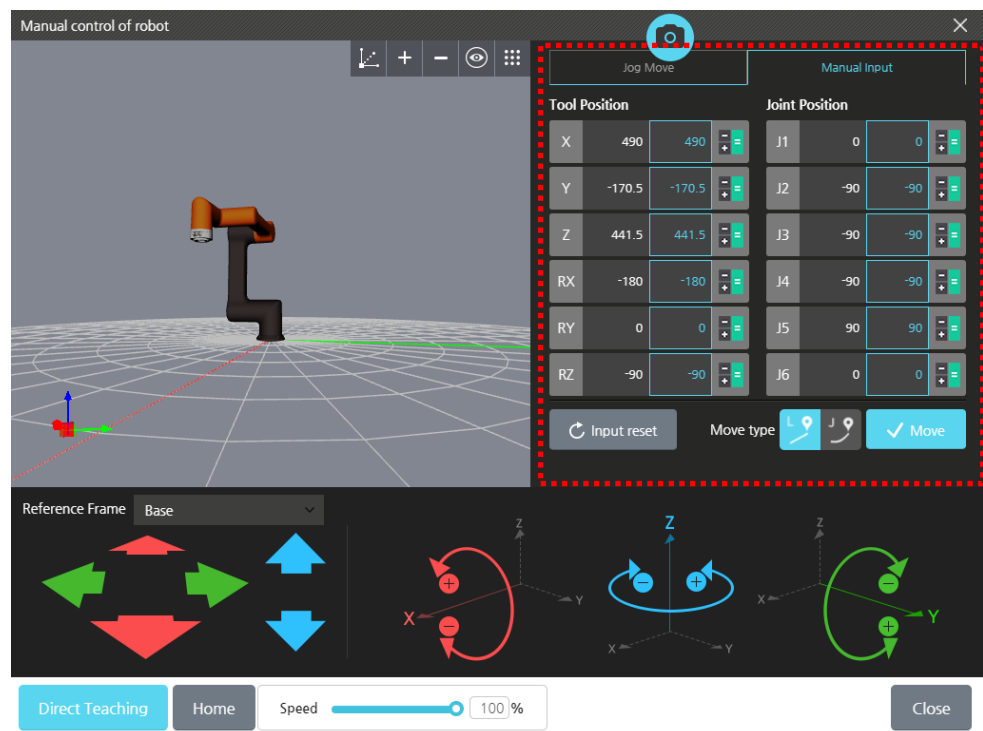 Manual control of robot
Jog Move
Manual Input
Tool Position Joint Position
X 490 490 - + = J1 0 0 - + =
Y -170.5 -170.5 - + = J2 -90 -90 - + =
Z 441.5 441.5 - + = J3 -90 -90 - + =
RX -180 -180 - + = J4 -90 -90 - + =
RY 0 0 - + = J5 90 90 - + =
RZ -90 -90 - + = J6 0 0 - + =
Input reset Move type L J Move
Reference Frame Base
Z X Y + -
Z X Y - +
Z X Y - +
Direct Teaching Home Speed 100 % Close